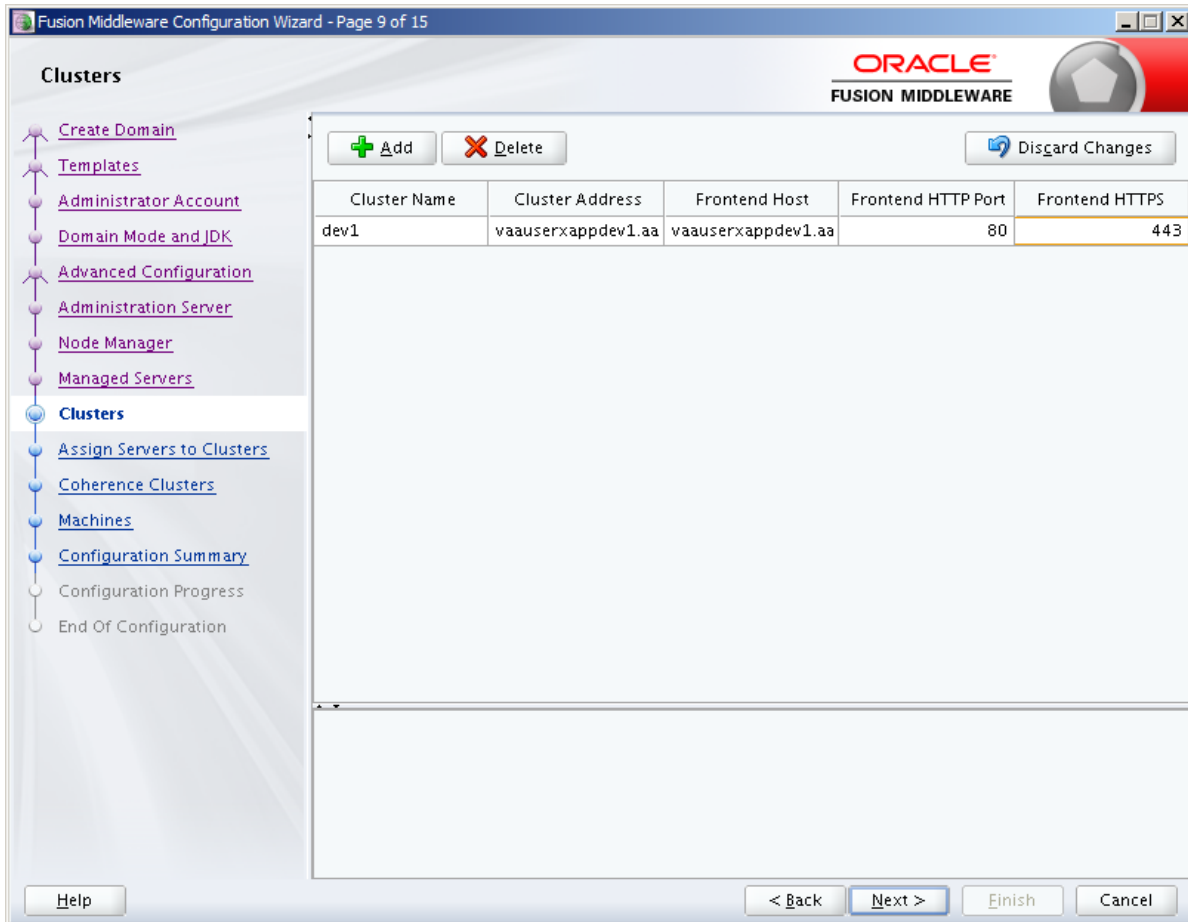 Fusion Middleware Configuration Wizard - Page 9 of 15
Clusters
ORACLE
FUSION MIDDLEWARE
Create Domain
Templates
Administrator Account
Domain Mode and JDK
Advanced Configuration
Administration Server
Node Manager
Managed Servers
Clusters
Assign Servers to Clusters
Coherence Clusters
Machines
Configuration Summary
Configuration Progress
End Of Configuration
Add Delete Discard Changes
Cluster Name Cluster Address Frontend Host Frontend HTTP Port Frontend HTTPS
dev1 vaauserxappdev1.aa vaauserxappdev1.aa 80 443
Help < Back Next > Finish Cancel